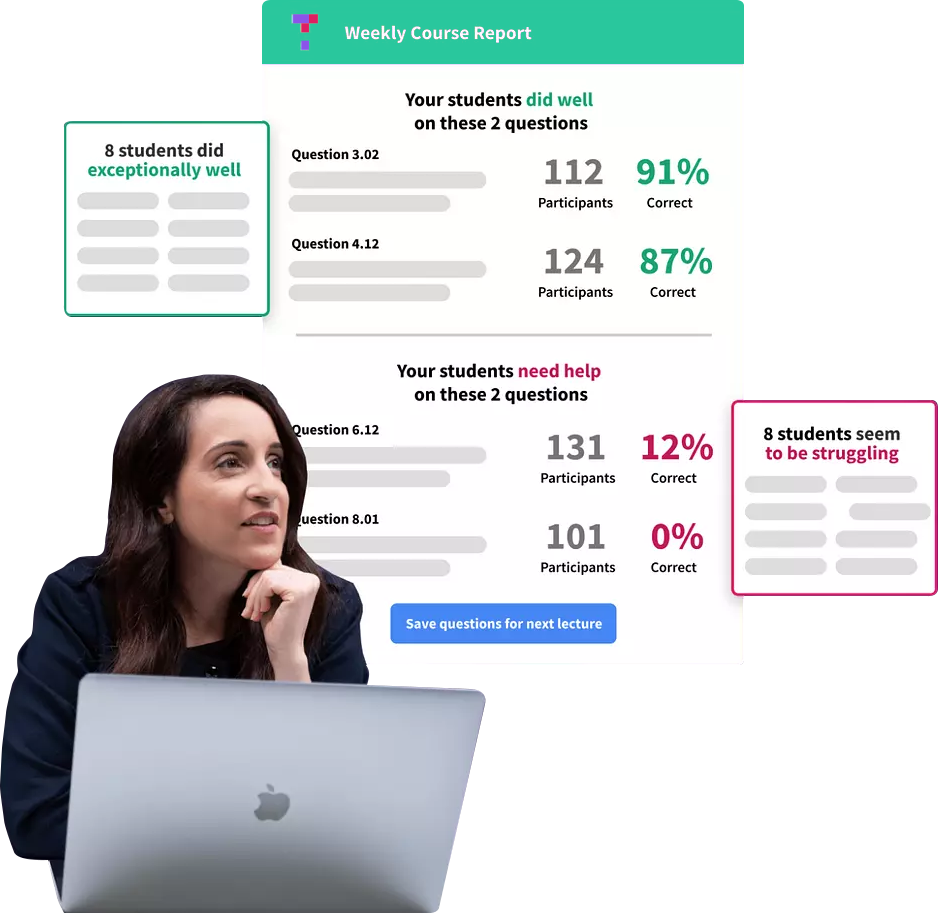 Weekly Course Report
Your students did well
on these 2 questions
8 students did
exceptionally well
Question 3.02
112
91%
Participants
Correct
Question 4.12
124
87%
Participants
Correct
Your students need help
on these 2 questions
Question 6.12
131
12%
Participants
Correct
8 students seem
to be struggling
Question 8.01
101
0%
Participants
Correct
Save questions for next lecture